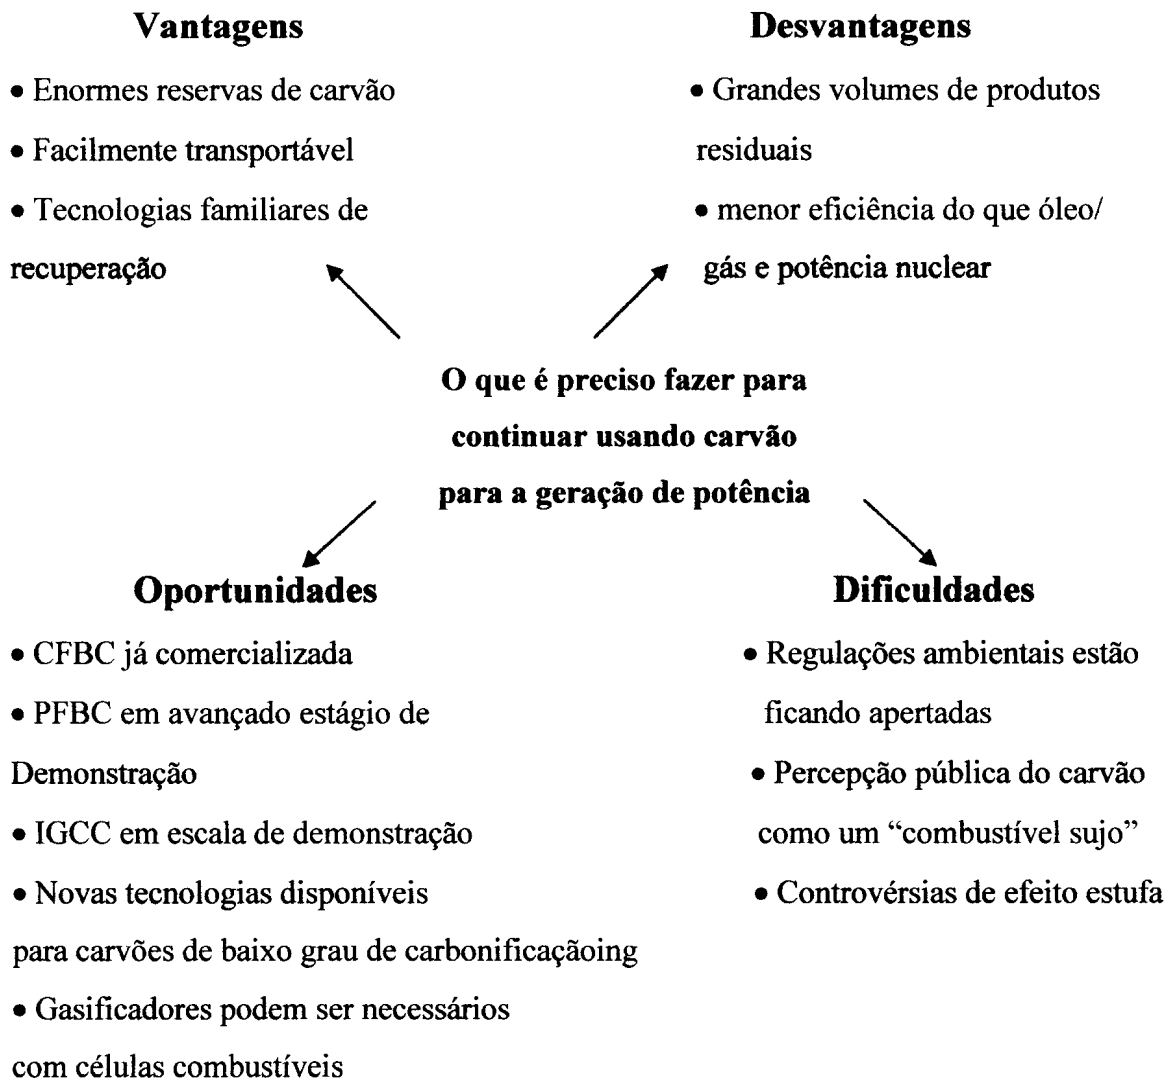 Vantagens
• Enormes reservas de carvão
• Facilmente transportável
• Tecnologias familiares de
recuperação
Desvantagens
• Grandes volumes de produtos
residuais
• menor eficiência do que óleo/
gás e potência nuclear
O que é preciso fazer para
continuar usando carvão
para a geração de potência
Oportunidades
• CFBC já comercializada
• PFBC em avançado estágio de
Demonstração
• IGCC em escala de demonstração
• Novas tecnologias disponíveis
para carvões de baixo grau de carbonificaçãoing
• Gasificadores podem ser necessários
com células combustíveis
Dificuldades
• Regulações ambientais estão
ficando apertadas
• Percepção pública do carvão
como um “combustível sujo”
• Controvérsias de efeito estufa